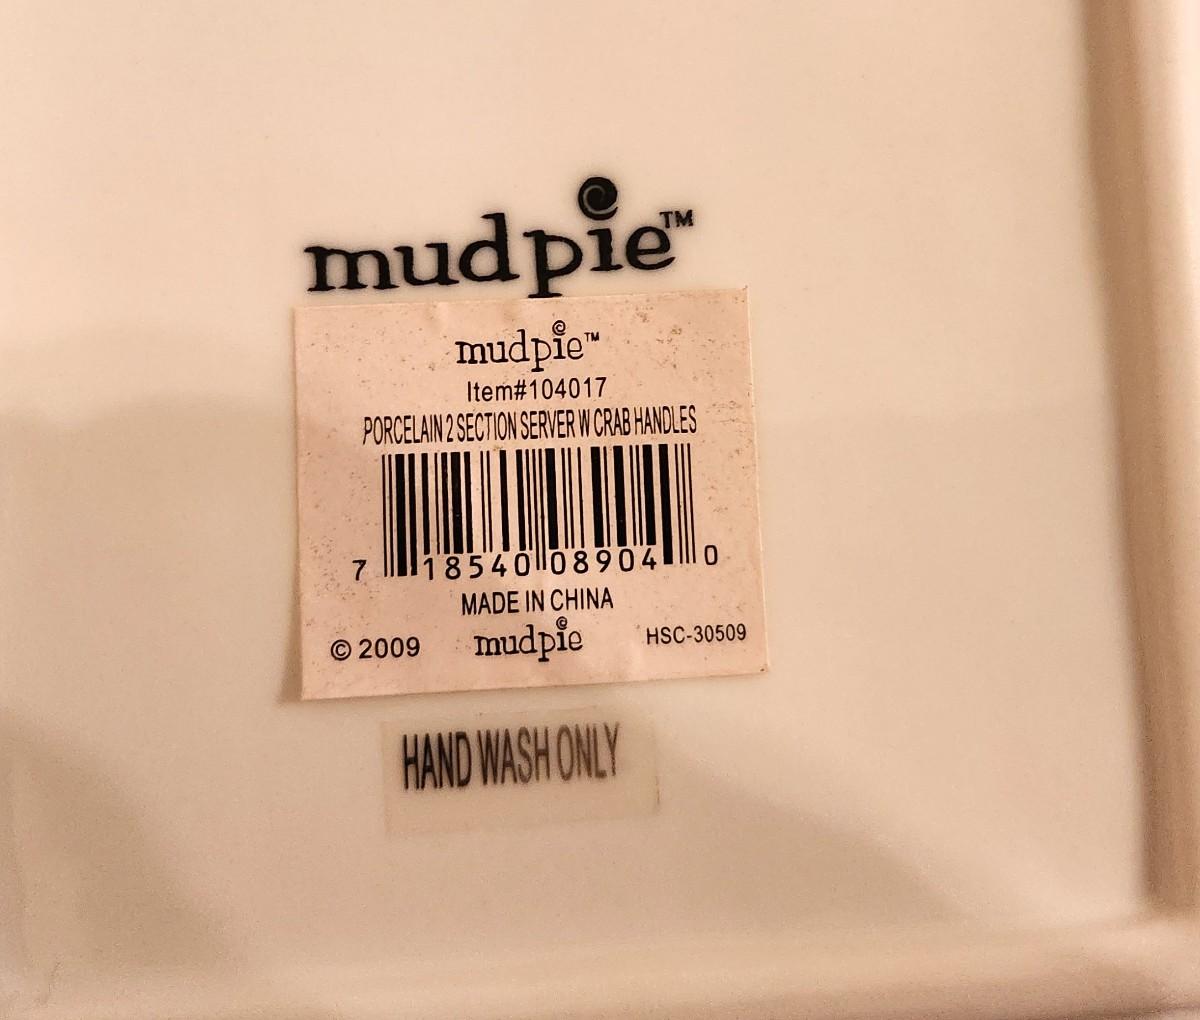 mudpie™
mudpie™
Item#104017
PORCELAIN 2 SECTION SERVER W CRAB HANDLES
7 18540 08904 0
MADE IN CHINA
© 2009 mudpie HSC-30509
HAND WASH ONLY